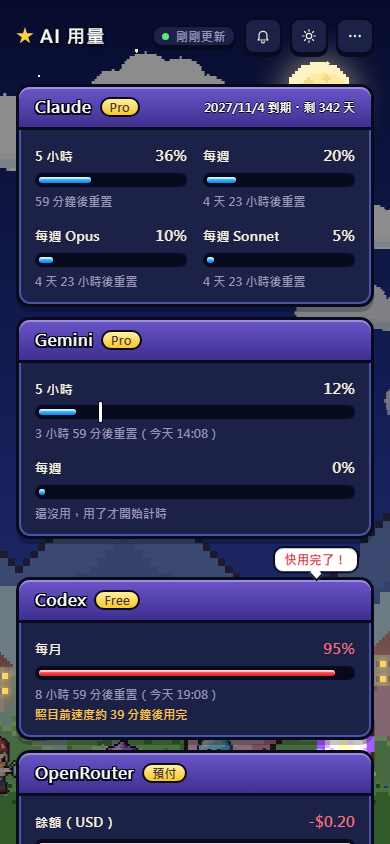 AI 用量
剛剛更新
Claude Pro 2027/11/4 到期・剩 342 天
5 小時 36% 每週 20%
59 分鐘後重置 4 天 23 小時後重置
每週 Opus 10% 每週 Sonnet 5%
4 天 23 小時後重置 4 天 23 小時後重置
Gemini Pro
5 小時 12%
3 小時 59 分後重置 ( 今天 14:08 )
每週 0%
還沒用，用了才開始計時
快用完了！
Codex Free
每月 95%
8 小時 59 分後重置 ( 今天 19:08 )
照目前速度約 39 分鐘後用完
OpenRouter 預付
餘額 ( USD ) -$0.20